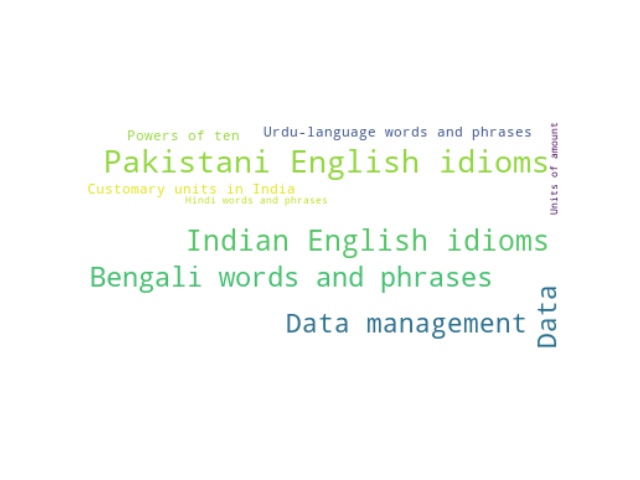 Powers of ten
Urdu-language words and phrases
Units of amount
Pakistani English idioms
Customary units in India
Hindi words and phrases
Indian English idioms
Bengali words and phrases
Data management
Data